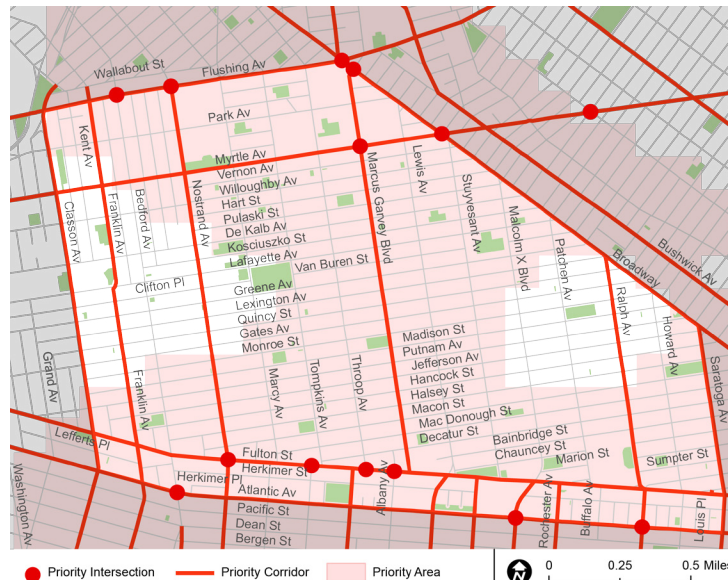 Wallabout St
Flushing Av
Park Av
Kent Av
Myrtle Av
Vernon Av
Willoughby Av
Hart St
Pulaski St
De Kalb Av
Kosciuszko St
Lafayette Av
Van Buren St
Greene Av
Lexington Av
Quincy St
Gates Av
Monroe St
Classon Av
Franklin Av
Bedford Av
Nostrand Av
Clifton Pl
Marcus Garvey Blvd
Lewis Av
Stuyvesant Av
Malcolm X Blvd
Patchen Av
Broadway
Bushwick Av
Ralph Av
Howard Av
Saratoga Av
Madison St
Putnam Av
Jefferson Av
Hancock St
Halsey St
Macon St
Mac Donough St
Decatur St
Bainbridge St
Chauncey St
Marion St
Sumpter St
Grand Av
Franklin Av
Marcy Av
Tompkins Av
Throop Av
Lefferts Pl
Fulton St
Herkimer St
Herkimer Pl
Atlantic Av
Pacific St
Dean St
Bergen St
Washington Av
Albany Av
Rochester Av
Buffalo Av
Louis Pl
Priority Intersection
Priority Corridor
Priority Area
N
0 0.25 0.5 Miles